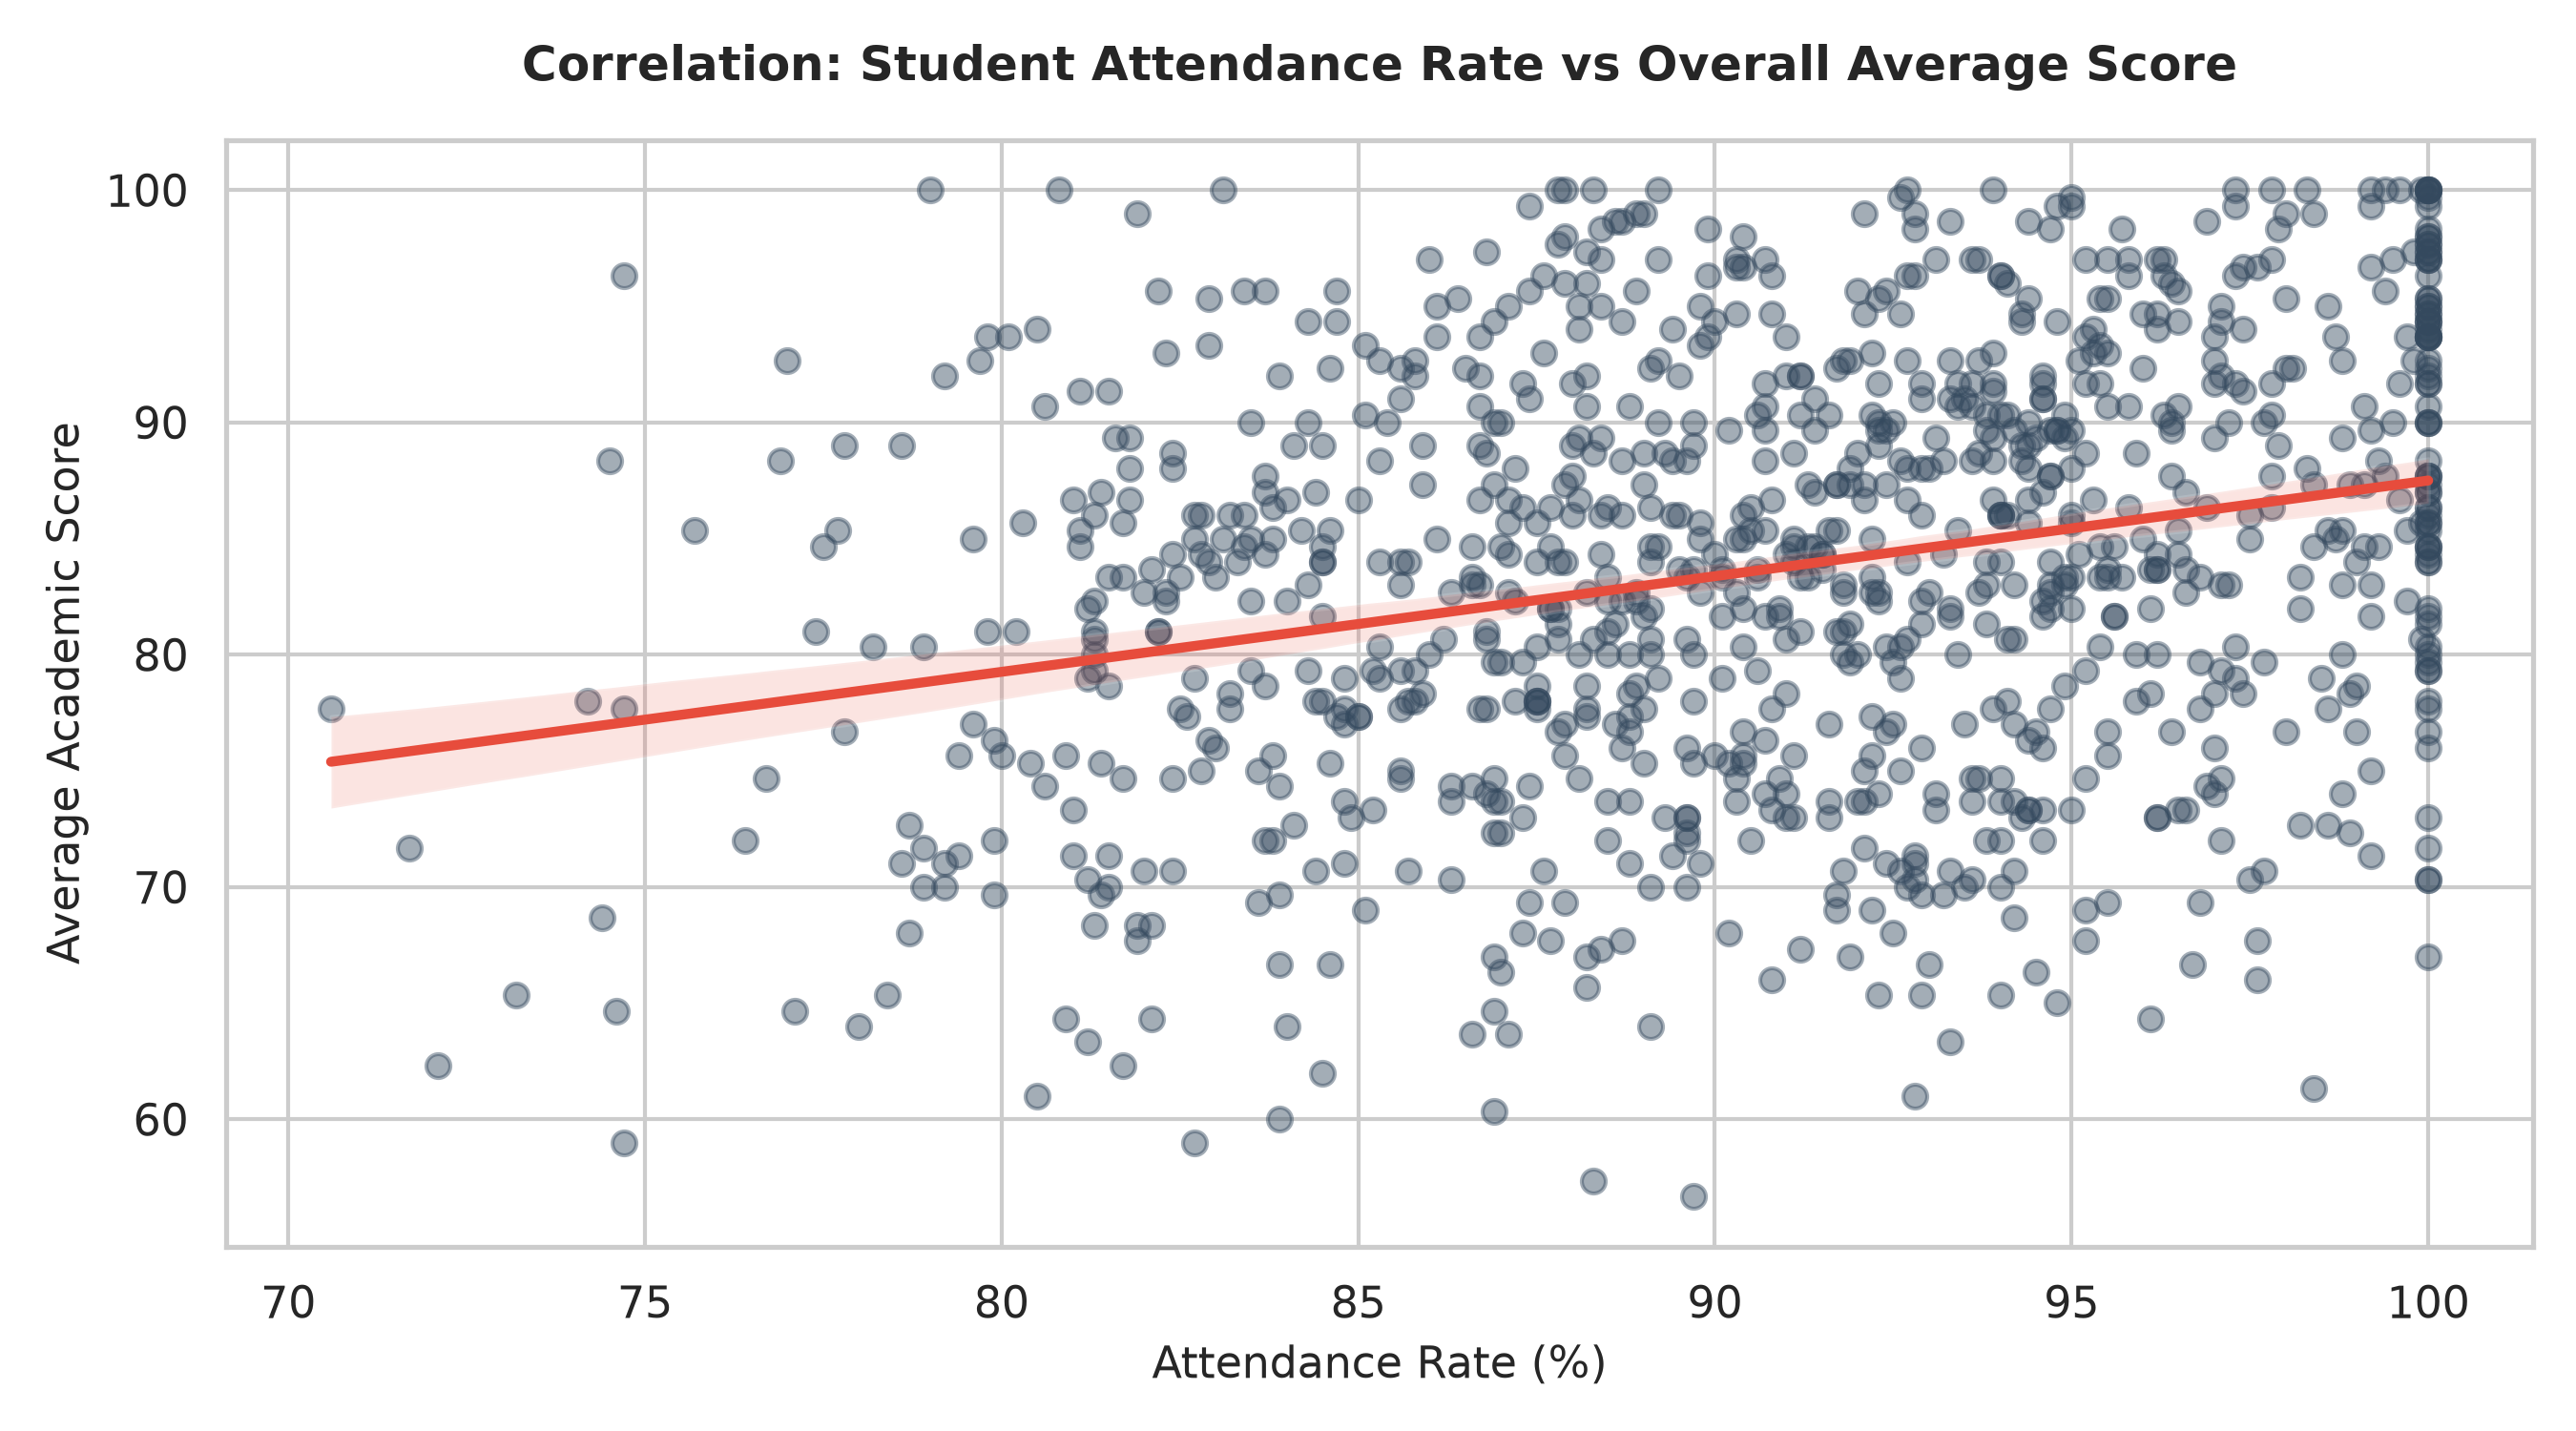 Correlation: Student Attendance Rate vs Overall Average Score
Average Academic Score
100
90
80
70
60
70 75 80 85 90 95 100
Attendance Rate (%)